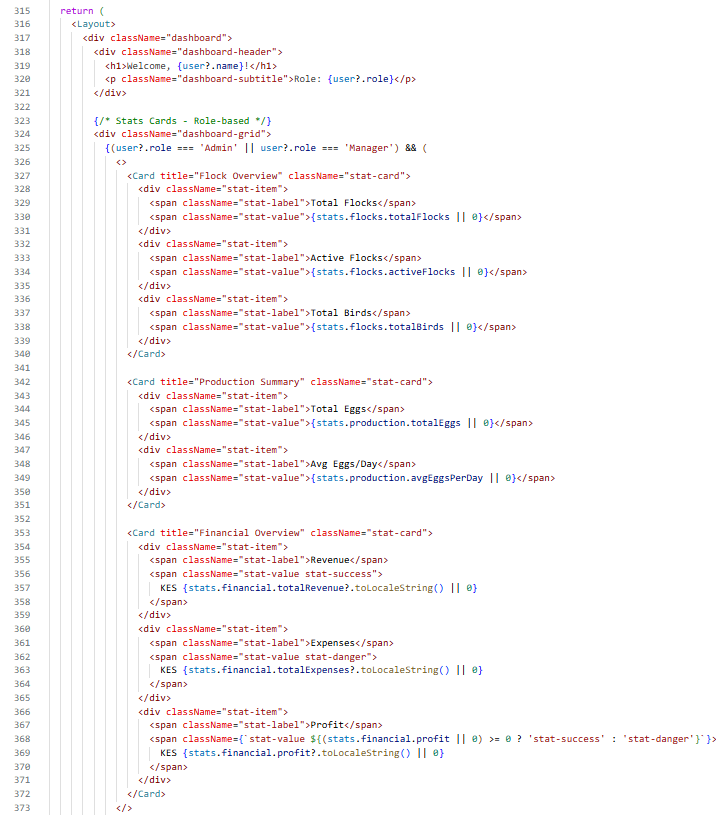 315 return (
316 <Layout>
317 <div className="dashboard">
318 <div className="dashboard-header">
319 <h1>Welcome, {user?.name}!</h1>
320 <p className="dashboard-subtitle">Role: {user?.role}</p>
321 </div>
322
323 {/* Stats Cards - Role-based */}
324 <div className="dashboard-grid">
325 {(user?.role === 'Admin' || user?.role === 'Manager') && (
326 <>
327 <Card title="Flock Overview" className="stat-card">
328 <div className="stat-item">
329 <span className="stat-label">Total Flocks</span>
330 <span className="stat-value">{stats.flocks.totalFlocks || 0}</span>
331 </div>
332 <div className="stat-item">
333 <span className="stat-label">Active Flocks</span>
334 <span className="stat-value">{stats.flocks.activeFlocks || 0}</span>
335 </div>
336 <div className="stat-item">
337 <span className="stat-label">Total Birds</span>
338 <span className="stat-value">{stats.flocks.totalBirds || 0}</span>
339 </div>
340 </Card>
341
342 <Card title="Production Summary" className="stat-card">
343 <div className="stat-item">
344 <span className="stat-label">Total Eggs</span>
345 <span className="stat-value">{stats.production.totalEggs || 0}</span>
346 </div>
347 <div className="stat-item">
348 <span className="stat-label">Avg Eggs/Day</span>
349 <span className="stat-value">{stats.production.avgEggsPerDay || 0}</span>
350 </div>
351 </Card>
352
353 <Card title="Financial Overview" className="stat-card">
354 <div className="stat-item">
355 <span className="stat-label">Revenue</span>
356 <span className="stat-value stat-success">
357 KES {stats.financial.totalRevenue?.toLocaleString() || 0}
358 </span>
359 </div>
360 <div className="stat-item">
361 <span className="stat-label">Expenses</span>
362 <span className="stat-value stat-danger">
363 KES {stats.financial.totalExpenses?.toLocaleString() || 0}
364 </span>
365 </div>
366 <div className="stat-item">
367 <span className="stat-label">Profit</span>
368 <span className={`stat-value ${(stats.financial.profit || 0) >= 0 ? 'stat-success' : 'stat-danger'}`}>
369 KES {stats.financial.profit?.toLocaleString() || 0}
370 </span>
371 </div>
372 </Card>
373 </>